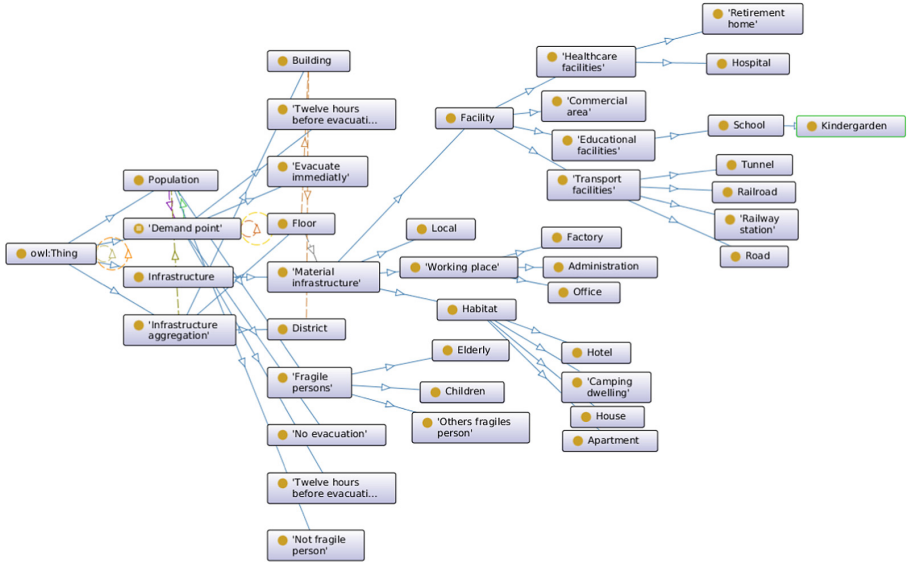 owl:Thing
Population
'Demand point'
Infrastructure
'Infrastructure
aggregation'
Building
'Twelve hours
before evacuati...
'Evacuate
immediatly'
Floor
'Material
infrastructure'
District
'Fragile
persons'
'No evacuation'
'Twelve hours
before evacuati...
'Not fragile
person'
Facility
Local
'Working place'
Habitat
Elderly
Children
'Others fragiles
person'
'Healthcare
facilities'
'Commercial
area'
'Educational
facilities'
'Transport
facilities'
Factory
Administration
Office
Hotel
'Camping
dwelling'
House
Apartment
'Retirement
home'
Hospital
School
Kindergarden
Tunnel
Railroad
'Railway
station'
Road